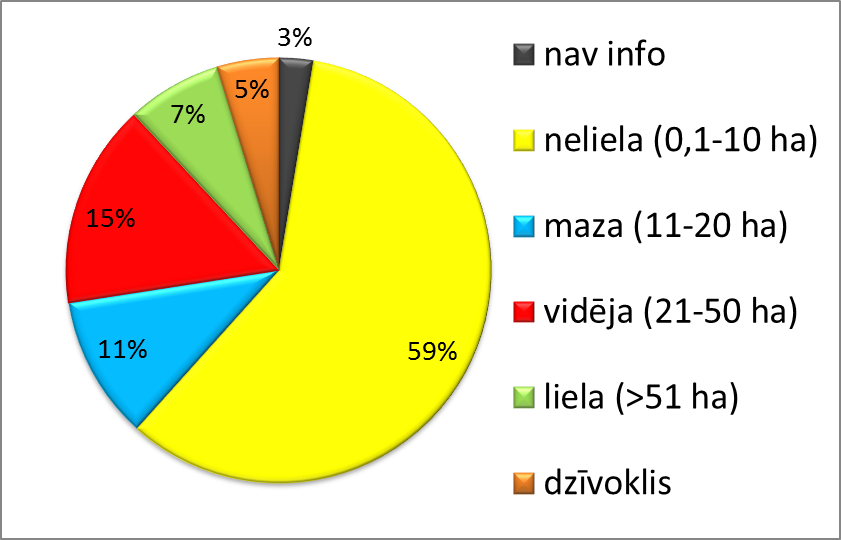 3%
5%
7%
15%
11%
59%
nav info
neliela (0,1-10 ha)
maza (11-20 ha)
vidēja (21-50 ha)
liela (>51 ha)
dzīvoklis